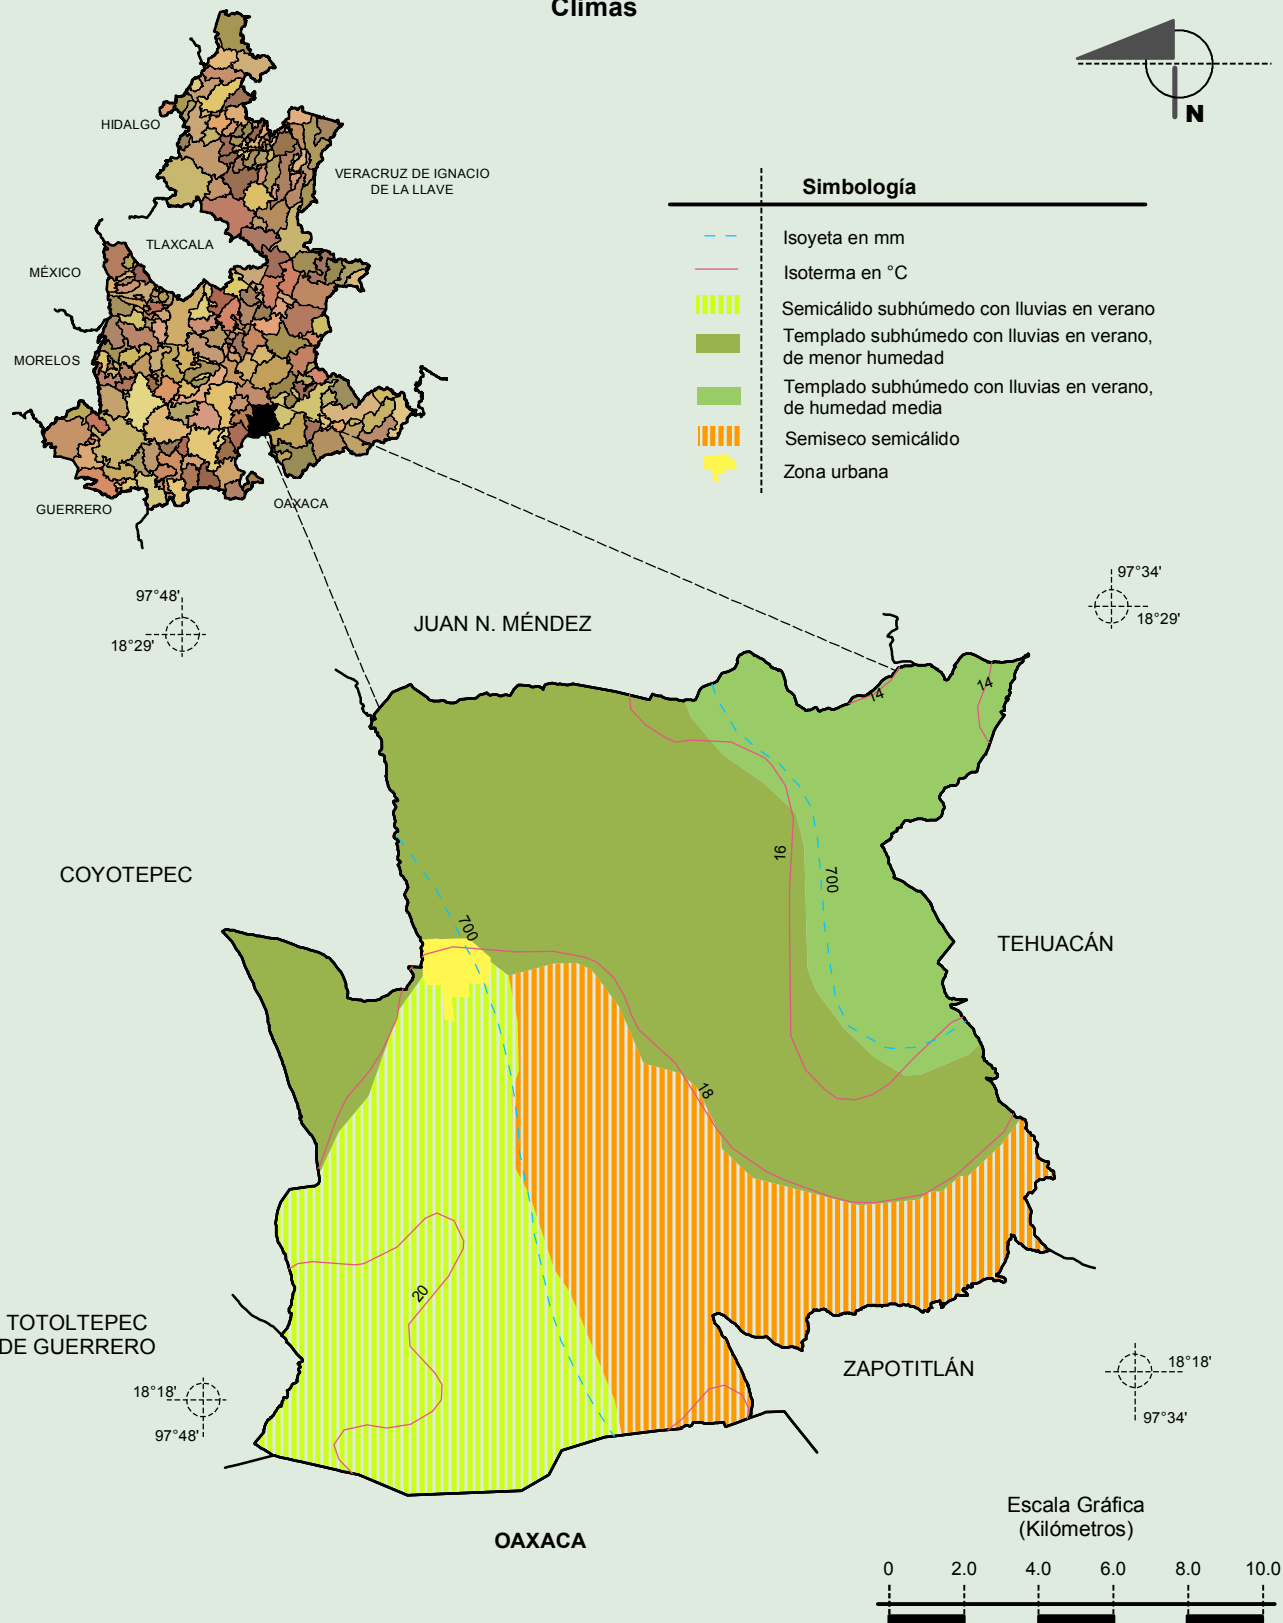 Climas
N
HIDALGO
VERACRUZ DE IGNACIO
DE LA LLAVE
TLAXCALA
MÉXICO
MORELOS
GUERRERO
OAXACA
Simbología
Isoyeta en mm
Isoterma en °C
Semicálido subhúmedo con lluvias en verano
Templado subhúmedo con lluvias en verano,
de menor humedad
Templado subhúmedo con lluvias en verano,
de humedad media
Semiseco semicálido
Zona urbana
97°48'
18°29'
97°34'
18°29'
JUAN N. MÉNDEZ
14
14
16
700
COYOTEPEC
700
TEHUACÁN
18
20
TOTOLTEPEC
DE GUERRERO
ZAPOTITLÁN
18°18'
97°48'
18°18'
97°34'
OAXACA
Escala Gráfica
(Kilómetros)
0 2.0 4.0 6.0 8.0 10.0